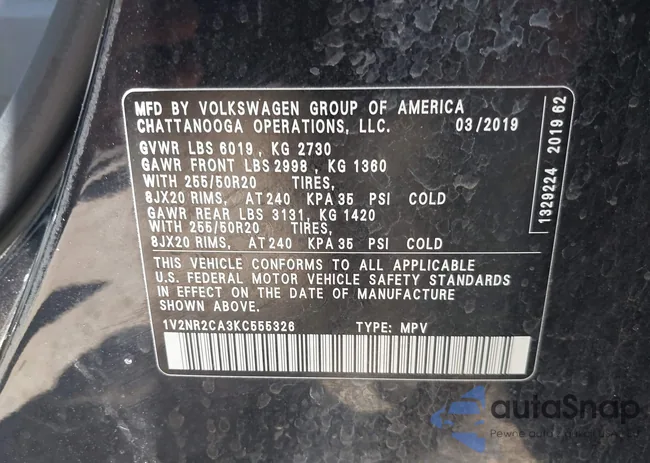 MFD BY VOLKSWAGEN GROUP OF AMERICA
CHATTANOOGA OPERATIONS, LLC. 03/2019
GVWR LBS 6019, KG 2730
GAWR FRONT LBS 2998, KG 1360
WITH 255/50R20 TIRES,
8JX20 RIMS, AT 240 KPA 35 PSI COLD
GAWR REAR LBS 3131, KG 1420
WITH 255/50R20 TIRES,
8JX20 RIMS, AT 240 KPA 35 PSI COLD
THIS VEHICLE CONFORMS TO ALL APPLICABLE
U.S. FEDERAL MOTOR VEHICLE SAFETY STANDARDS
IN EFFECT ON THE DATE OF MANUFACTURE
SHOWN ABOVE.
1V2NR2CA3KC555326 TYPE: MPV
1329224 2019 62
autaSnap
Pewne auto z